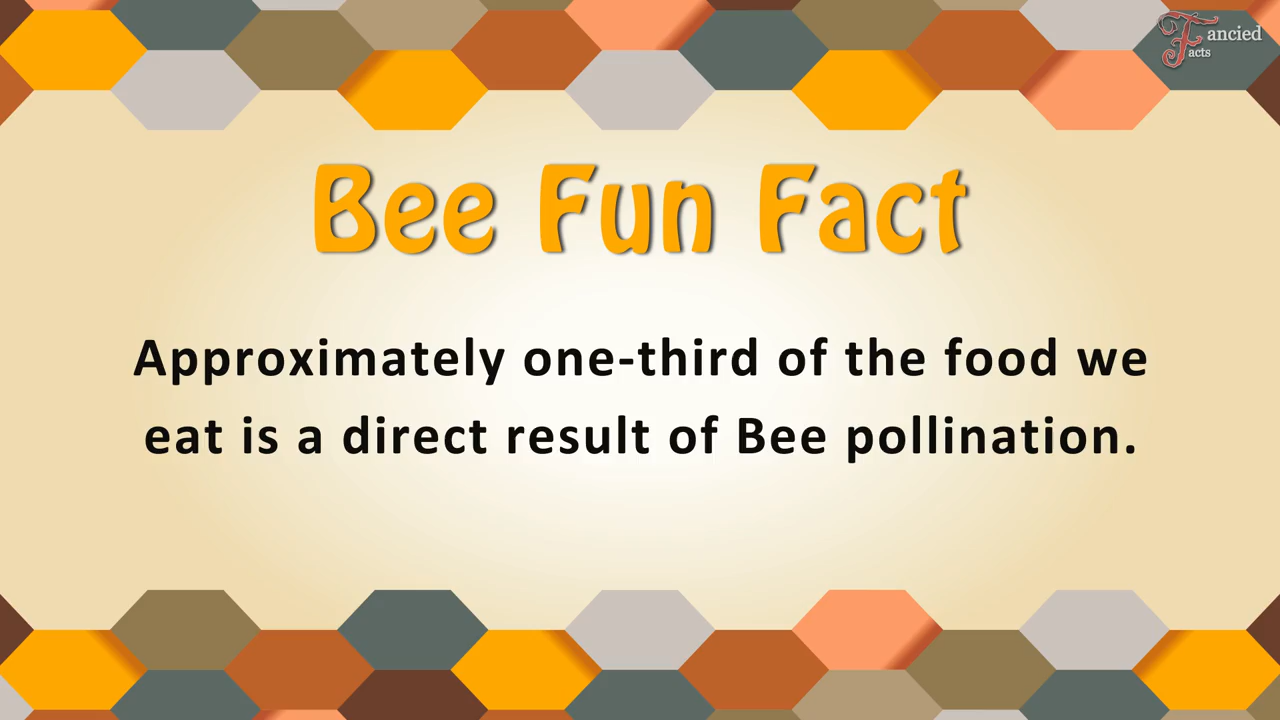 Fancied
Facts
Bee Fun Fact
Approximately one-third of the food we
eat is a direct result of Bee pollination.